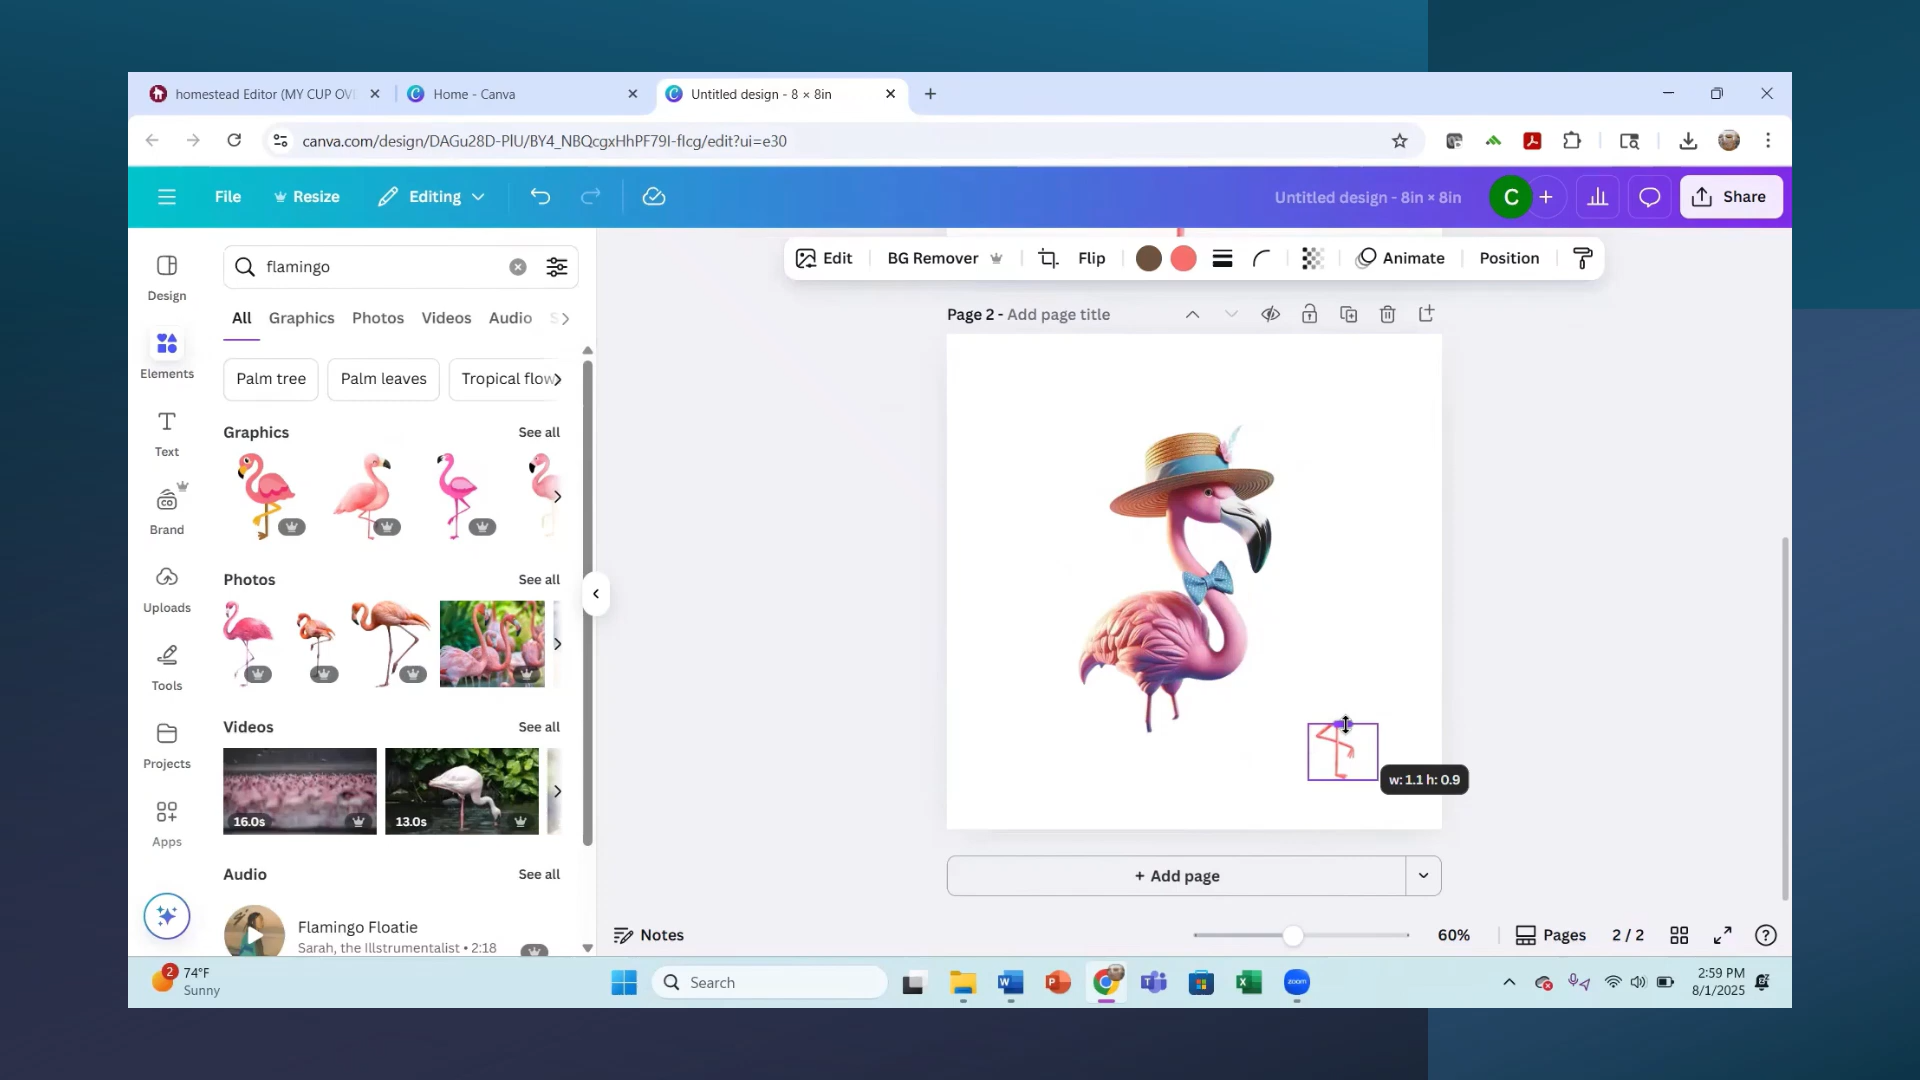 homestead Editor (MY CUP OV
Home - Canva
Untitled design - 8 × 8in
canva.com/design/DAGu28D-PlU/BY4_NBQcgxHhPF79I-flcg/edit?ui=e30
File
Resize
Editing
Untitled design - 8in × 8in
C
Share
Design
Elements
Text
Brand
Uploads
Tools
Projects
Apps
flamingo
All
Graphics
Photos
Videos
Audio
S
Palm tree
Palm leaves
Tropical flow
Graphics
See all
Photos
See all
Videos
See all
16.0s
13.0s
Audio
See all
Flamingo Floatie
Sarah, the Illstrumentalist • 2:18
Edit
BG Remover
Flip
Animate
Position
Page 2 - Add page title
w: 1.1 h: 0.9
+ Add page
Notes
60%
Pages
2 / 2
2
74°F
Sunny
Search
zoom
2:59 PM
8/1/2025